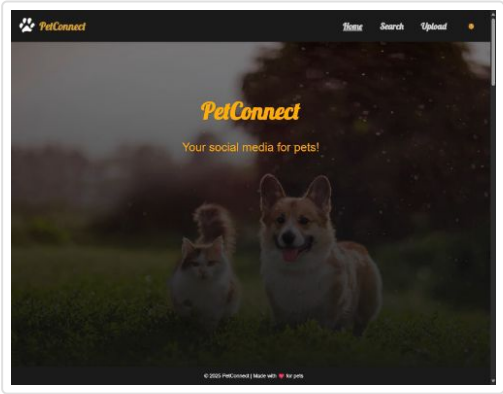 PetConnect
Home Search Upload
PetConnect
Your social media for pets!
© 2025 PetConnect | Made with ❤️ for pets